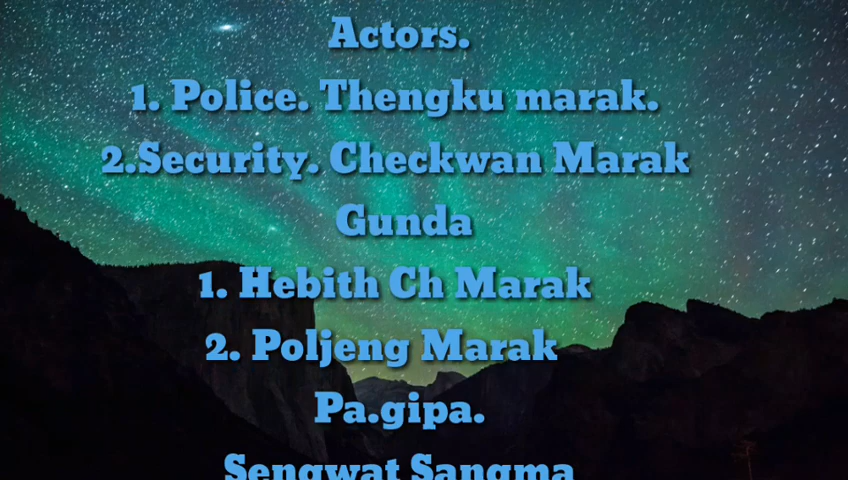 Actors.
1. Police. Thengku marak.
2.Security. Checkwan Marak
Gunda
1. Hebith Ch Marak
2. Poljeng Marak
Pa.gipa.
Sengwat Sangma